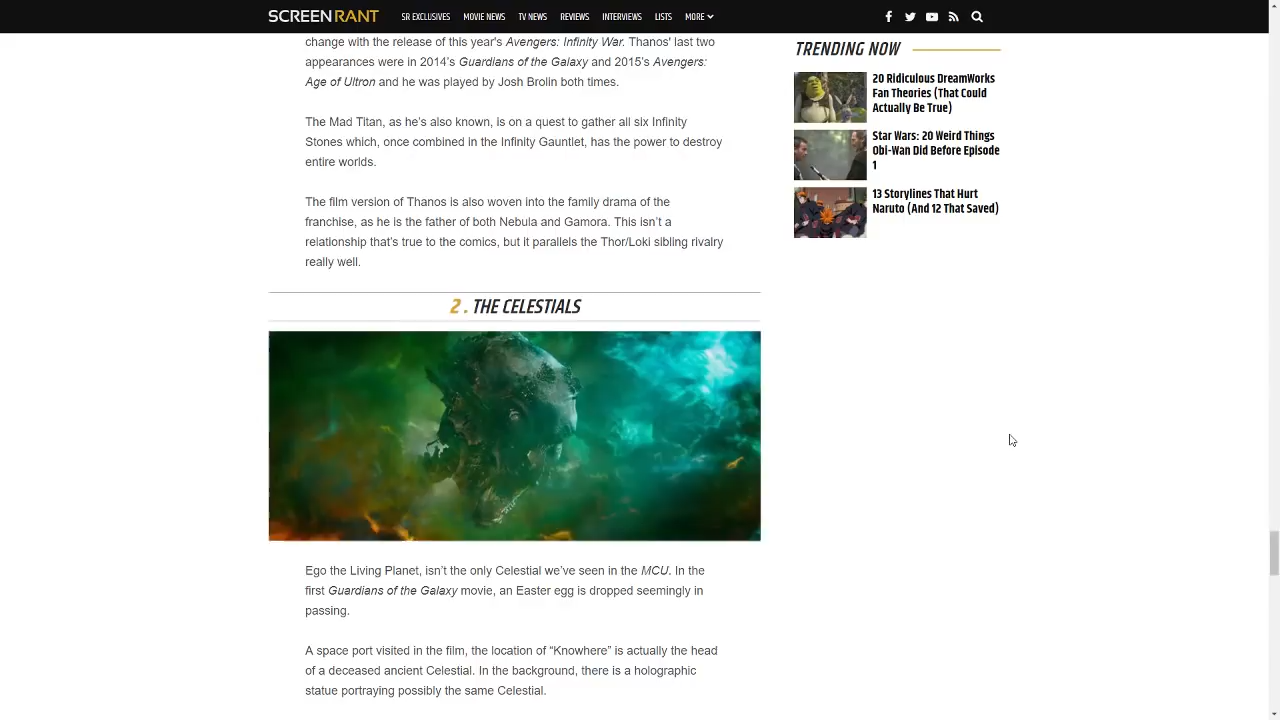 SCREENRANT SR EXCLUSIVES MOVIE NEWS TV NEWS REVIEWS INTERVIEWS LISTS MORE
change with the release of this year's Avengers: Infinity War. Thanos' last two
appearances were in 2014's Guardians of the Galaxy and 2015's Avengers:
Age of Ultron and he was played by Josh Brolin both times.
The Mad Titan, as he's also known, is on a quest to gather all six Infinity
Stones which, once combined in the Infinity Gauntlet, has the power to destroy
entire worlds.
The film version of Thanos is also woven into the family drama of the
franchise, as he is the father of both Nebula and Gamora. This isn't a
relationship that's true to the comics, but it parallels the Thor/Loki sibling rivalry
really well.
2 . THE CELESTIALS
Ego the Living Planet, isn't the only Celestial we've seen in the MCU. In the
first Guardians of the Galaxy movie, an Easter egg is dropped seemingly in
passing.
A space port visited in the film, the location of “Knowhere” is actually the head
of a deceased ancient Celestial. In the background, there is a holographic
statue portraying possibly the same Celestial.
TRENDING NOW
20 Ridiculous DreamWorks
Fan Theories (That Could
Actually Be True)
Star Wars: 20 Weird Things
Obi-Wan Did Before Episode
1
13 Storylines That Hurt
Naruto (And 12 That Saved)